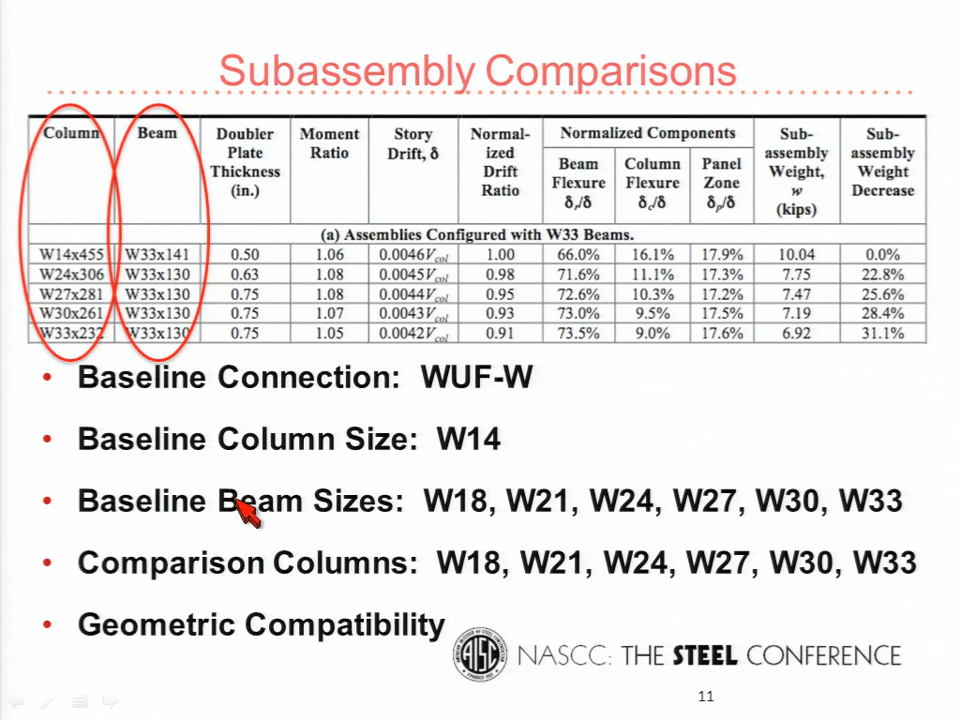 Subassembly Comparisons
Column Beam Doubler Plate Thickness (in.) Moment Ratio Story Drift, δ Normal-ized Drift Ratio Normalized Components Sub-assembly Weight, w (kips) Sub-assembly Weight Decrease
Beam Flexure δr/δ Column Flexure δc/δ Panel Zone δp/δ
(a) Assemblies Configured with W33 Beams.
W14x455 W33x141 0.50 1.06 0.0046Vcol 1.00 66.0% 16.1% 17.9% 10.04 0.0%
W24x306 W33x130 0.63 1.08 0.0045Vcol 0.98 71.6% 11.1% 17.3% 7.75 22.8%
W27x281 W33x130 0.75 1.08 0.0044Vcol 0.95 72.6% 10.3% 17.2% 7.47 25.6%
W30x261 W33x130 0.75 1.07 0.0043Vcol 0.93 73.0% 9.5% 17.5% 7.19 28.4%
W33x232 W33x130 0.75 1.05 0.0042Vcol 0.91 73.5% 9.0% 17.6% 6.92 31.1%
• Baseline Connection: WUF-W
• Baseline Column Size: W14
• Baseline Beam Sizes: W18, W21, W24, W27, W30, W33
• Comparison Columns: W18, W21, W24, W27, W30, W33
• Geometric Compatibility
AISC NASCC: THE STEEL CONFERENCE
11